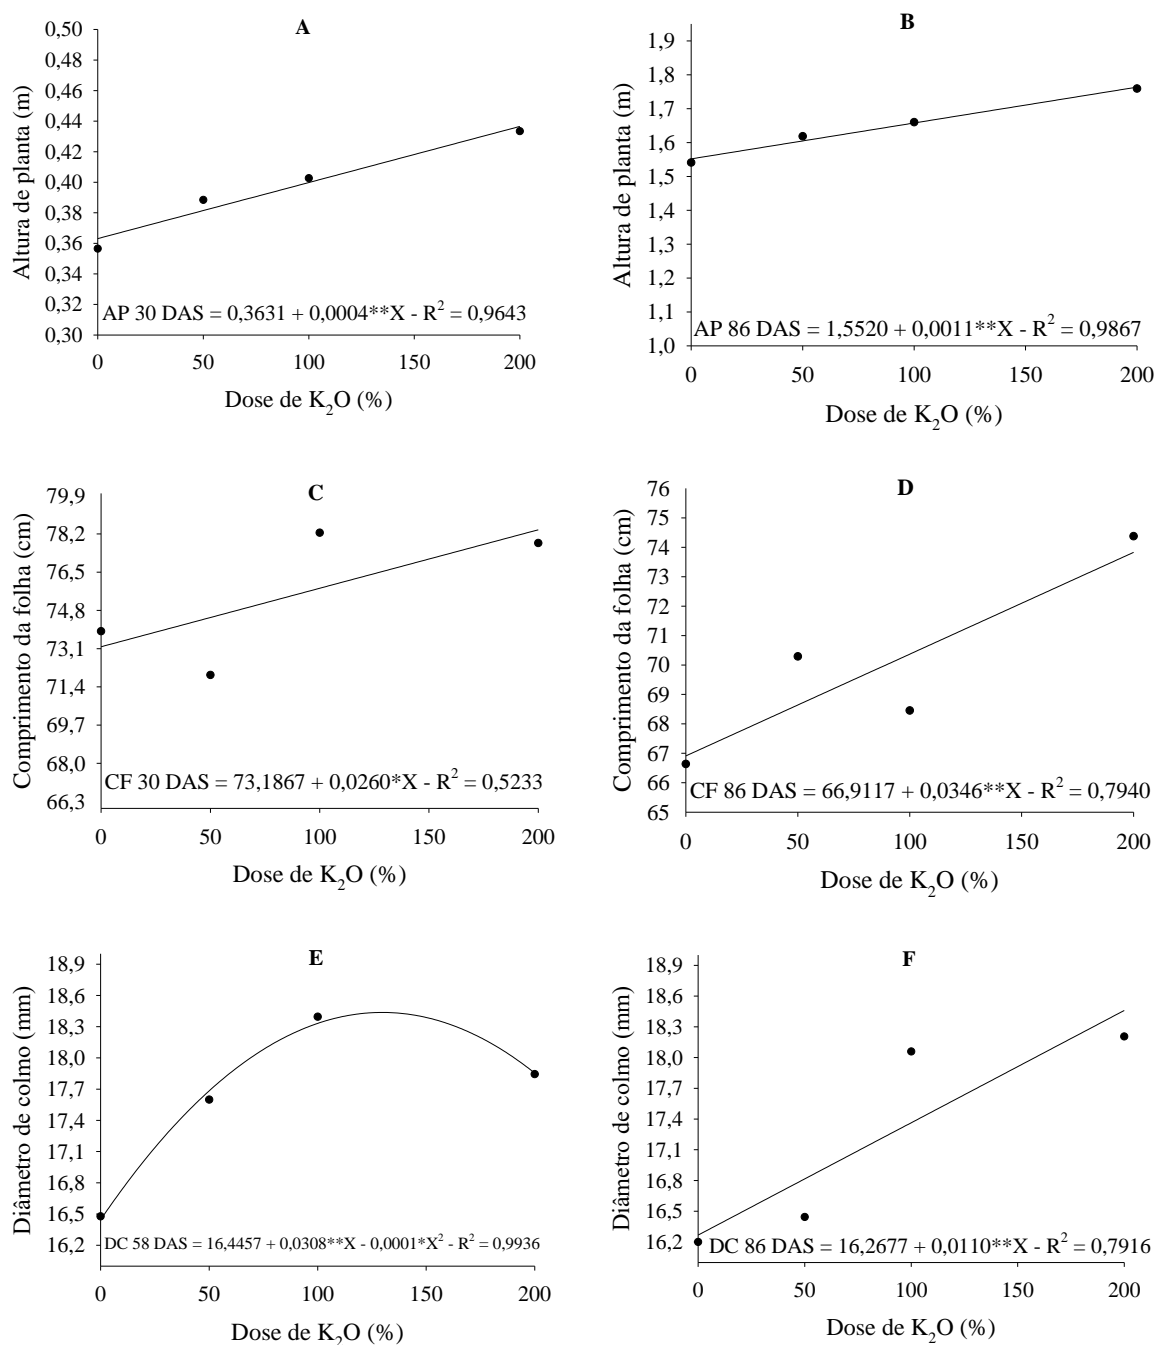 A
Altura de planta (m)
0,50
0,48
0,46
0,44
0,42
0,40
0,38
0,36
0,34
0,32
0,30
AP 30 DAS = 0,3631 + 0,0004**X - R² = 0,9643
0 50 100 150 200
Dose de K₂O (%)
B
Altura de planta (m)
1,9
1,8
1,7
1,6
1,5
1,4
1,3
1,2
1,1
1,0
AP 86 DAS = 1,5520 + 0,0011**X - R² = 0,9867
0 50 100 150 200
Dose de K₂O (%)
C
Comprimento da folha (cm)
79,9
78,2
76,5
74,8
73,1
71,4
69,7
68,0
66,3
CF 30 DAS = 73,1867 + 0,0260*X - R² = 0,5233
0 50 100 150 200
Dose de K₂O (%)
D
Comprimento da folha (cm)
76
75
74
73
72
71
70
69
68
67
66
65
CF 86 DAS = 66,9117 + 0,0346**X - R² = 0,7940
0 50 100 150 200
Dose de K₂O (%)
E
Diâmetro de colmo (mm)
18,9
18,6
18,3
18,0
17,7
17,4
17,1
16,8
16,5
16,2
DC 58 DAS = 16,4457 + 0,0308**X - 0,0001*X² - R² = 0,9936
0 50 100 150 200
Dose de K₂O (%)
F
Diâmetro de colmo (mm)
18,9
18,6
18,3
18,0
17,7
17,4
17,1
16,8
16,5
16,2
DC 86 DAS = 16,2677 + 0,0110**X - R² = 0,7916
0 50 100 150 200
Dose de K₂O (%)